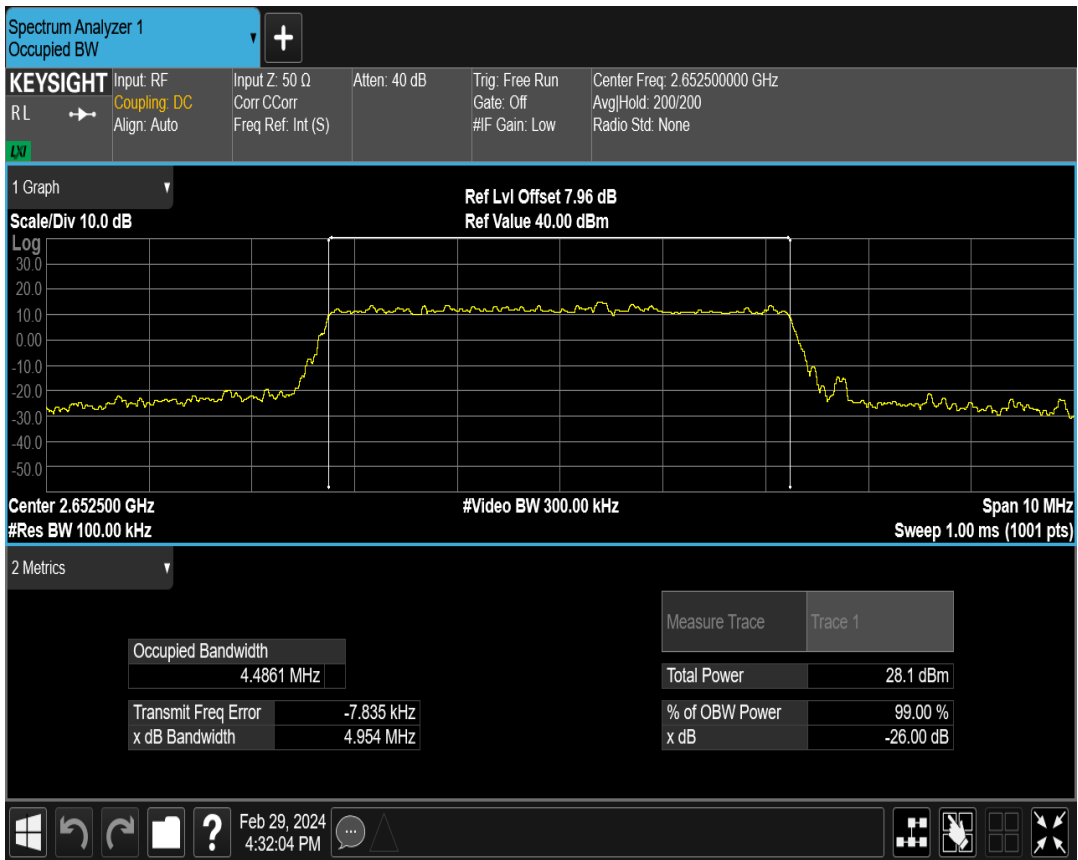 Spectrum Analyzer 1
Occupied BW
KEYSIGHT
R L
LXI
Input: RF
Coupling: DC
Align: Auto
Input Z: 50 Ω
Corr CCorr
Freq Ref: Int (S)
Atten: 40 dB
Trig: Free Run
Gate: Off
#IF Gain: Low
Center Freq: 2.652500000 GHz
Avg|Hold: 200/200
Radio Std: None
1 Graph
Scale/Div 10.0 dB
Ref Lvl Offset 7.96 dB
Ref Value 40.00 dBm
Log
30.0
20.0
10.0
0.00
-10.0
-20.0
-30.0
-40.0
-50.0
Center 2.652500 GHz
#Video BW 300.00 kHz
Span 10 MHz
#Res BW 100.00 kHz
Sweep 1.00 ms (1001 pts)
2 Metrics
Measure Trace Trace 1
Occupied Bandwidth
4.4861 MHz
Total Power 28.1 dBm
Transmit Freq Error -7.835 kHz
% of OBW Power 99.00 %
x dB Bandwidth 4.954 MHz
x dB -26.00 dB
?
Feb 29, 2024
4:32:04 PM